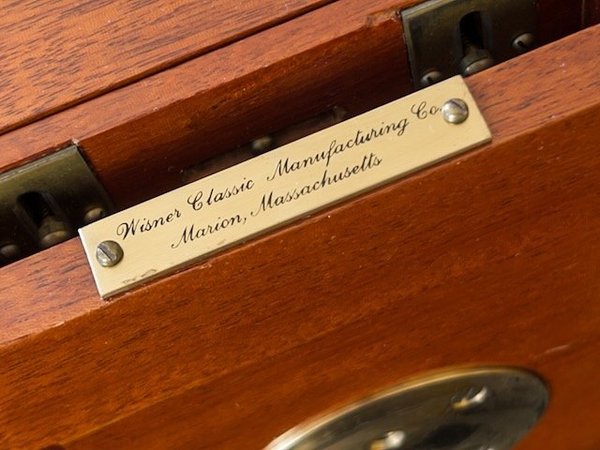 Wisner Classic Manufacturing Co.
Marion, Massachusetts